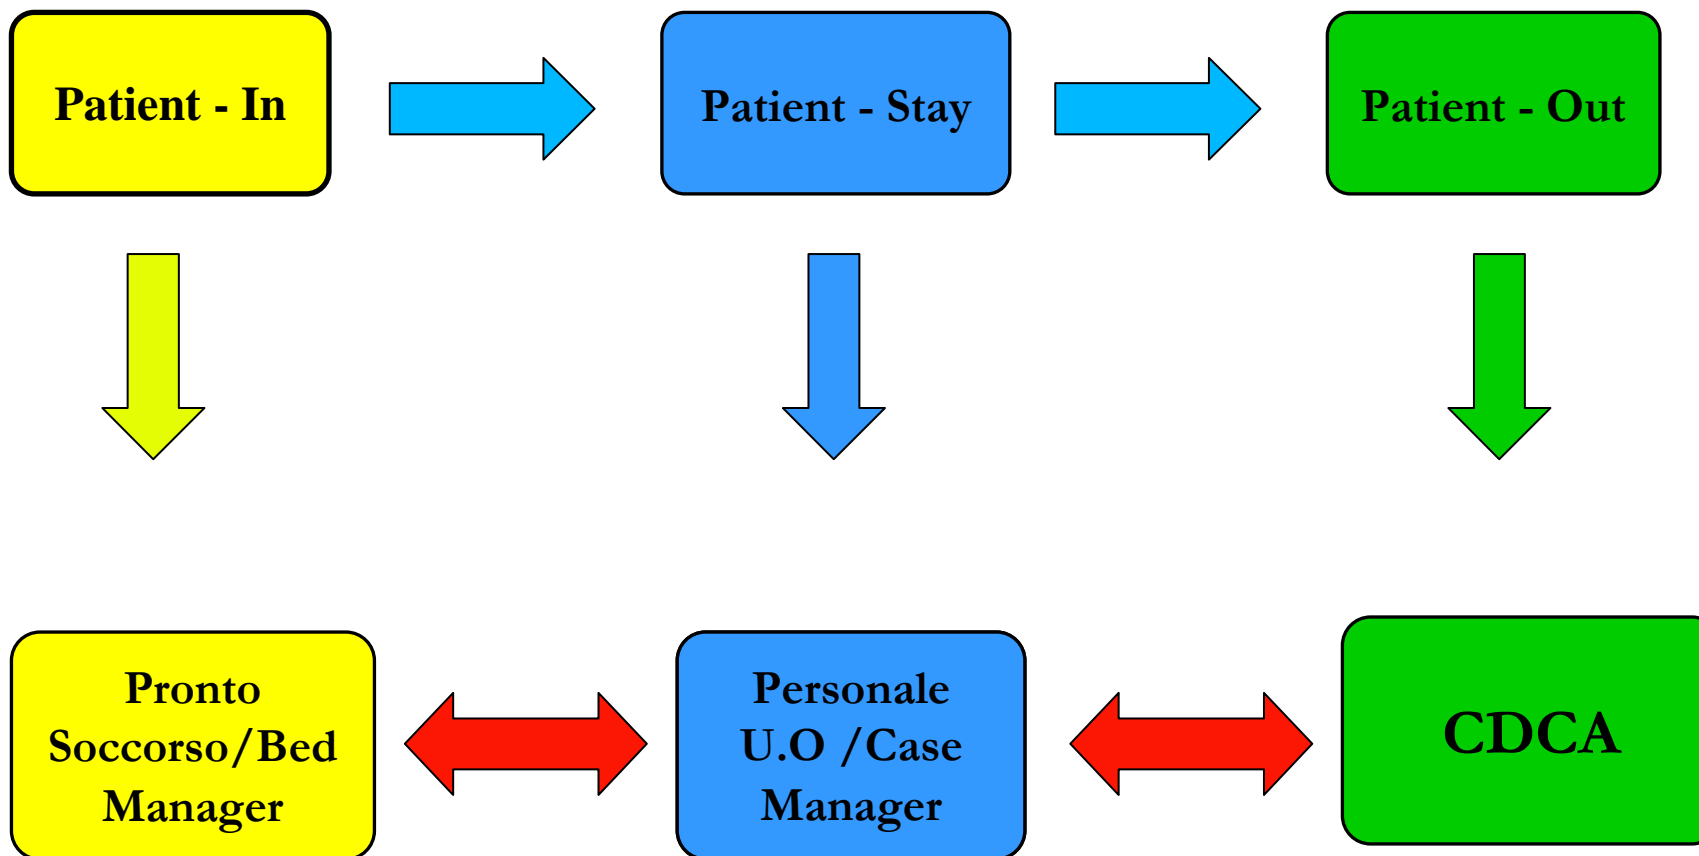 Patient - In
Patient - Stay
Patient - Out
Pronto
Soccorso/Bed
Manager
Personale
U.O /Case
Manager
CDCA